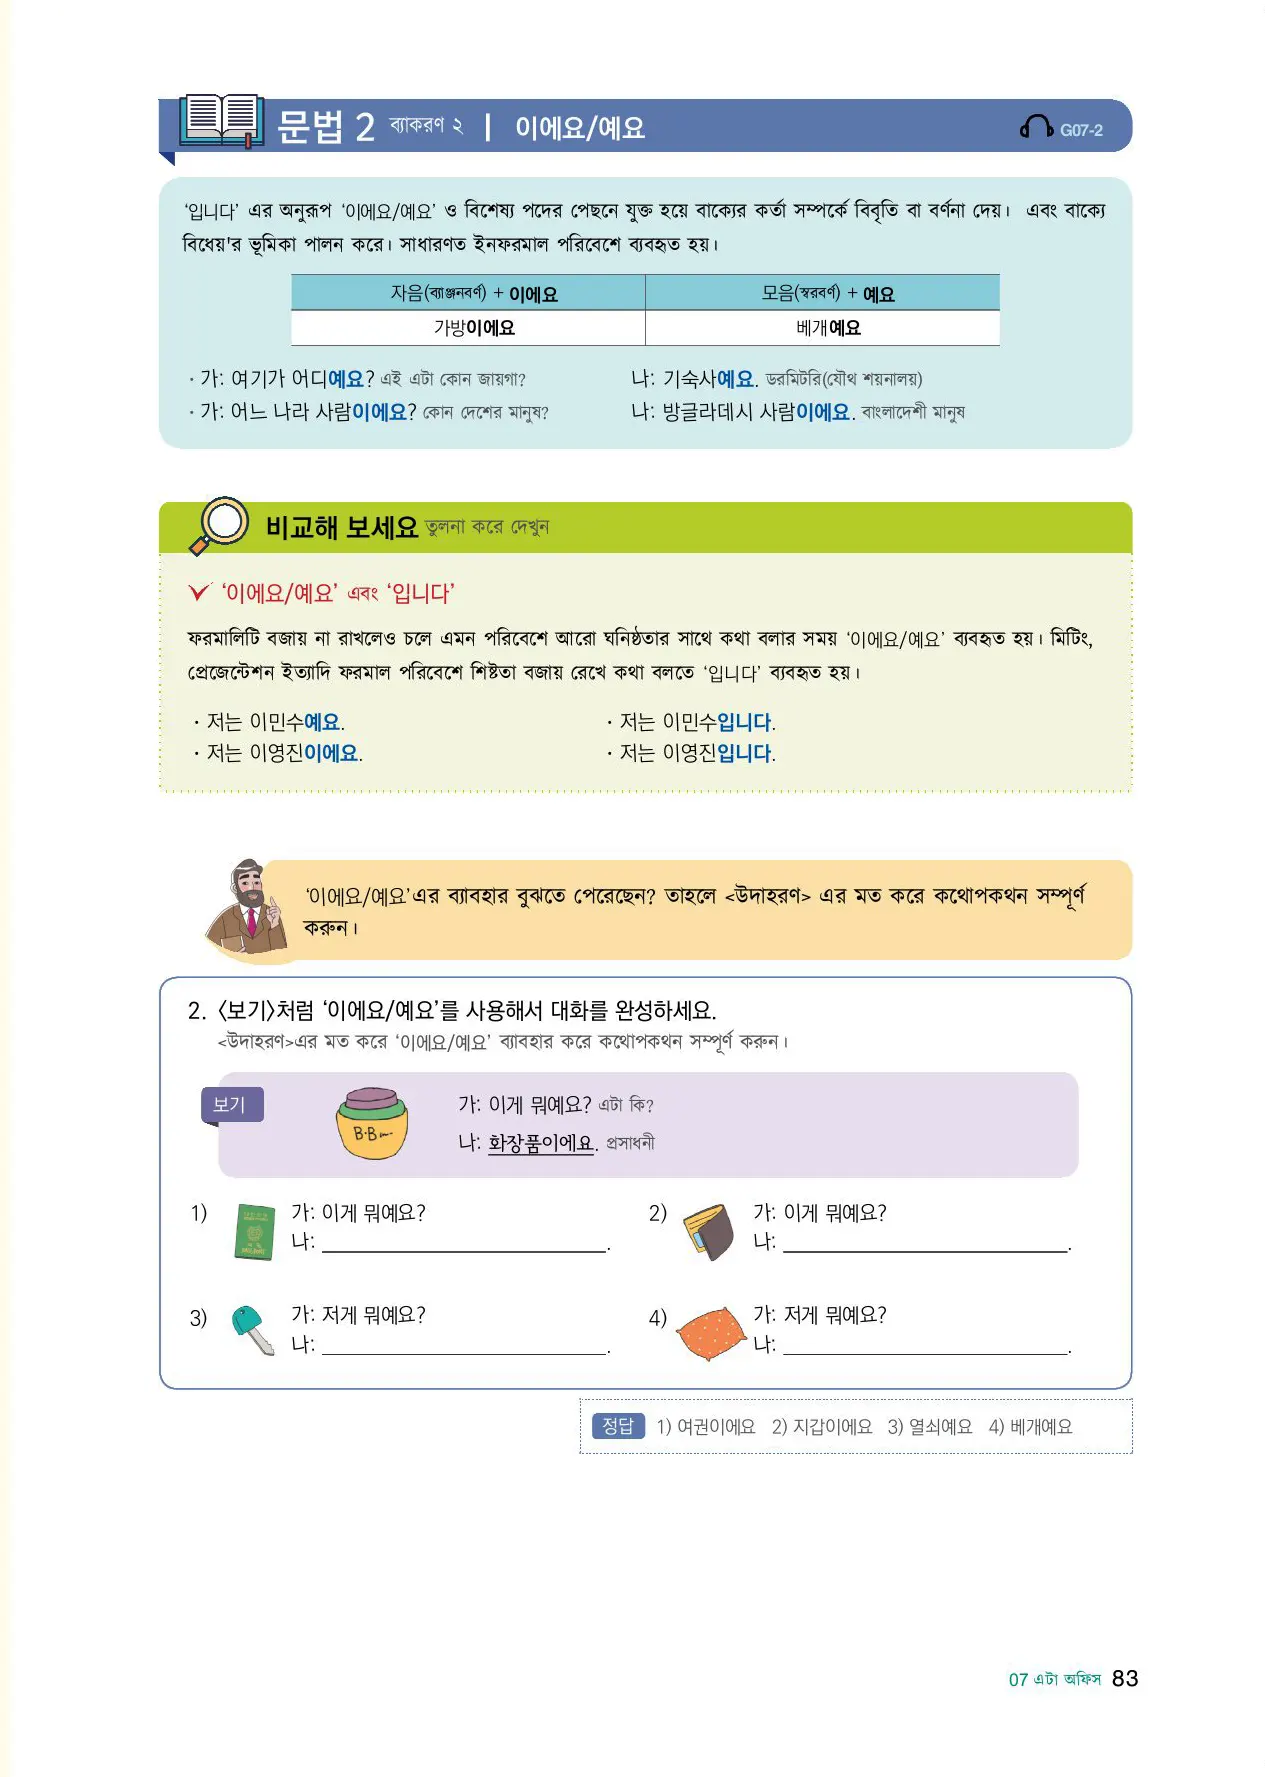 문법 2 ব্যাকরণ ২ | 이에요/예요
G07-2
‘입니다’ এর অনুরূপ ‘이에요/예요’ ও বিশেষ্য পদের পেছনে যুক্ত হয়ে বাক্যের কর্তা সম্পর্কে বিবৃতি বা বর্ণনা দেয়। এবং বাক্যে
বিধেয়'র ভূমিকা পালন করে। সাধারণত ইনফরমাল পরিবেশে ব্যবহৃত হয়।
자음(ব্যাঞ্জনবর্ণ) + 이에요 모음(স্বরবর্ণ) + 예요
가방이에요 베개예요
· 가: 여기가 어디예요? এই এটা কোন জায়গা? 나: 기숙사예요. ডরমিটরি(যৌথ শয়নালয়)
· 가: 어느 나라 사람이에요? কোন দেশের মানুষ? 나: 방글라데시 사람이에요. বাংলাদেশী মানুষ
비교해 보세요 তুলনা করে দেখুন
‘이에요/예요’ এবং ‘입니다’
ফরমালিটি বজায় না রাখলেও চলে এমন পরিবেশে আরো ঘনিষ্ঠতার সাথে কথা বলার সময় ‘이에요/예요’ ব্যবহৃত হয়। মিটিং,
প্রেজেন্টেশন ইত্যাদি ফরমাল পরিবেশে শিষ্টতা বজায় রেখে কথা বলতে ‘입니다’ ব্যবহৃত হয়।
· 저는 이민수예요. · 저는 이민수입니다.
· 저는 이영진이에요. · 저는 이영진입니다.
‘이에요/예요’এর ব্যাবহার বুঝতে পেরেছেন? তাহলে <উদাহরণ> এর মত করে কথোপকথন সম্পূর্ণ
করুন।
2. 〈보기〉처럼 ‘이에요/예요’를 사용해서 대화를 완성하세요.
<উদাহরণ>এর মত করে ‘이에요/예요’ ব্যাবহার করে কথোপকথন সম্পূর্ণ করুন।
보기
B·B
가: 이게 뭐예요? এটা কি?
나: 화장품이에요. প্রসাধনী
1) 가: 이게 뭐예요? 2) 가: 이게 뭐예요?
나: ____. 나: ____.
3) 가: 저게 뭐예요? 4) 가: 저게 뭐예요?
나: ____. 나: ____.
정답 1) 여권이에요 2) 지갑이에요 3) 열쇠예요 4) 베개예요
07 এটা অফিস 83